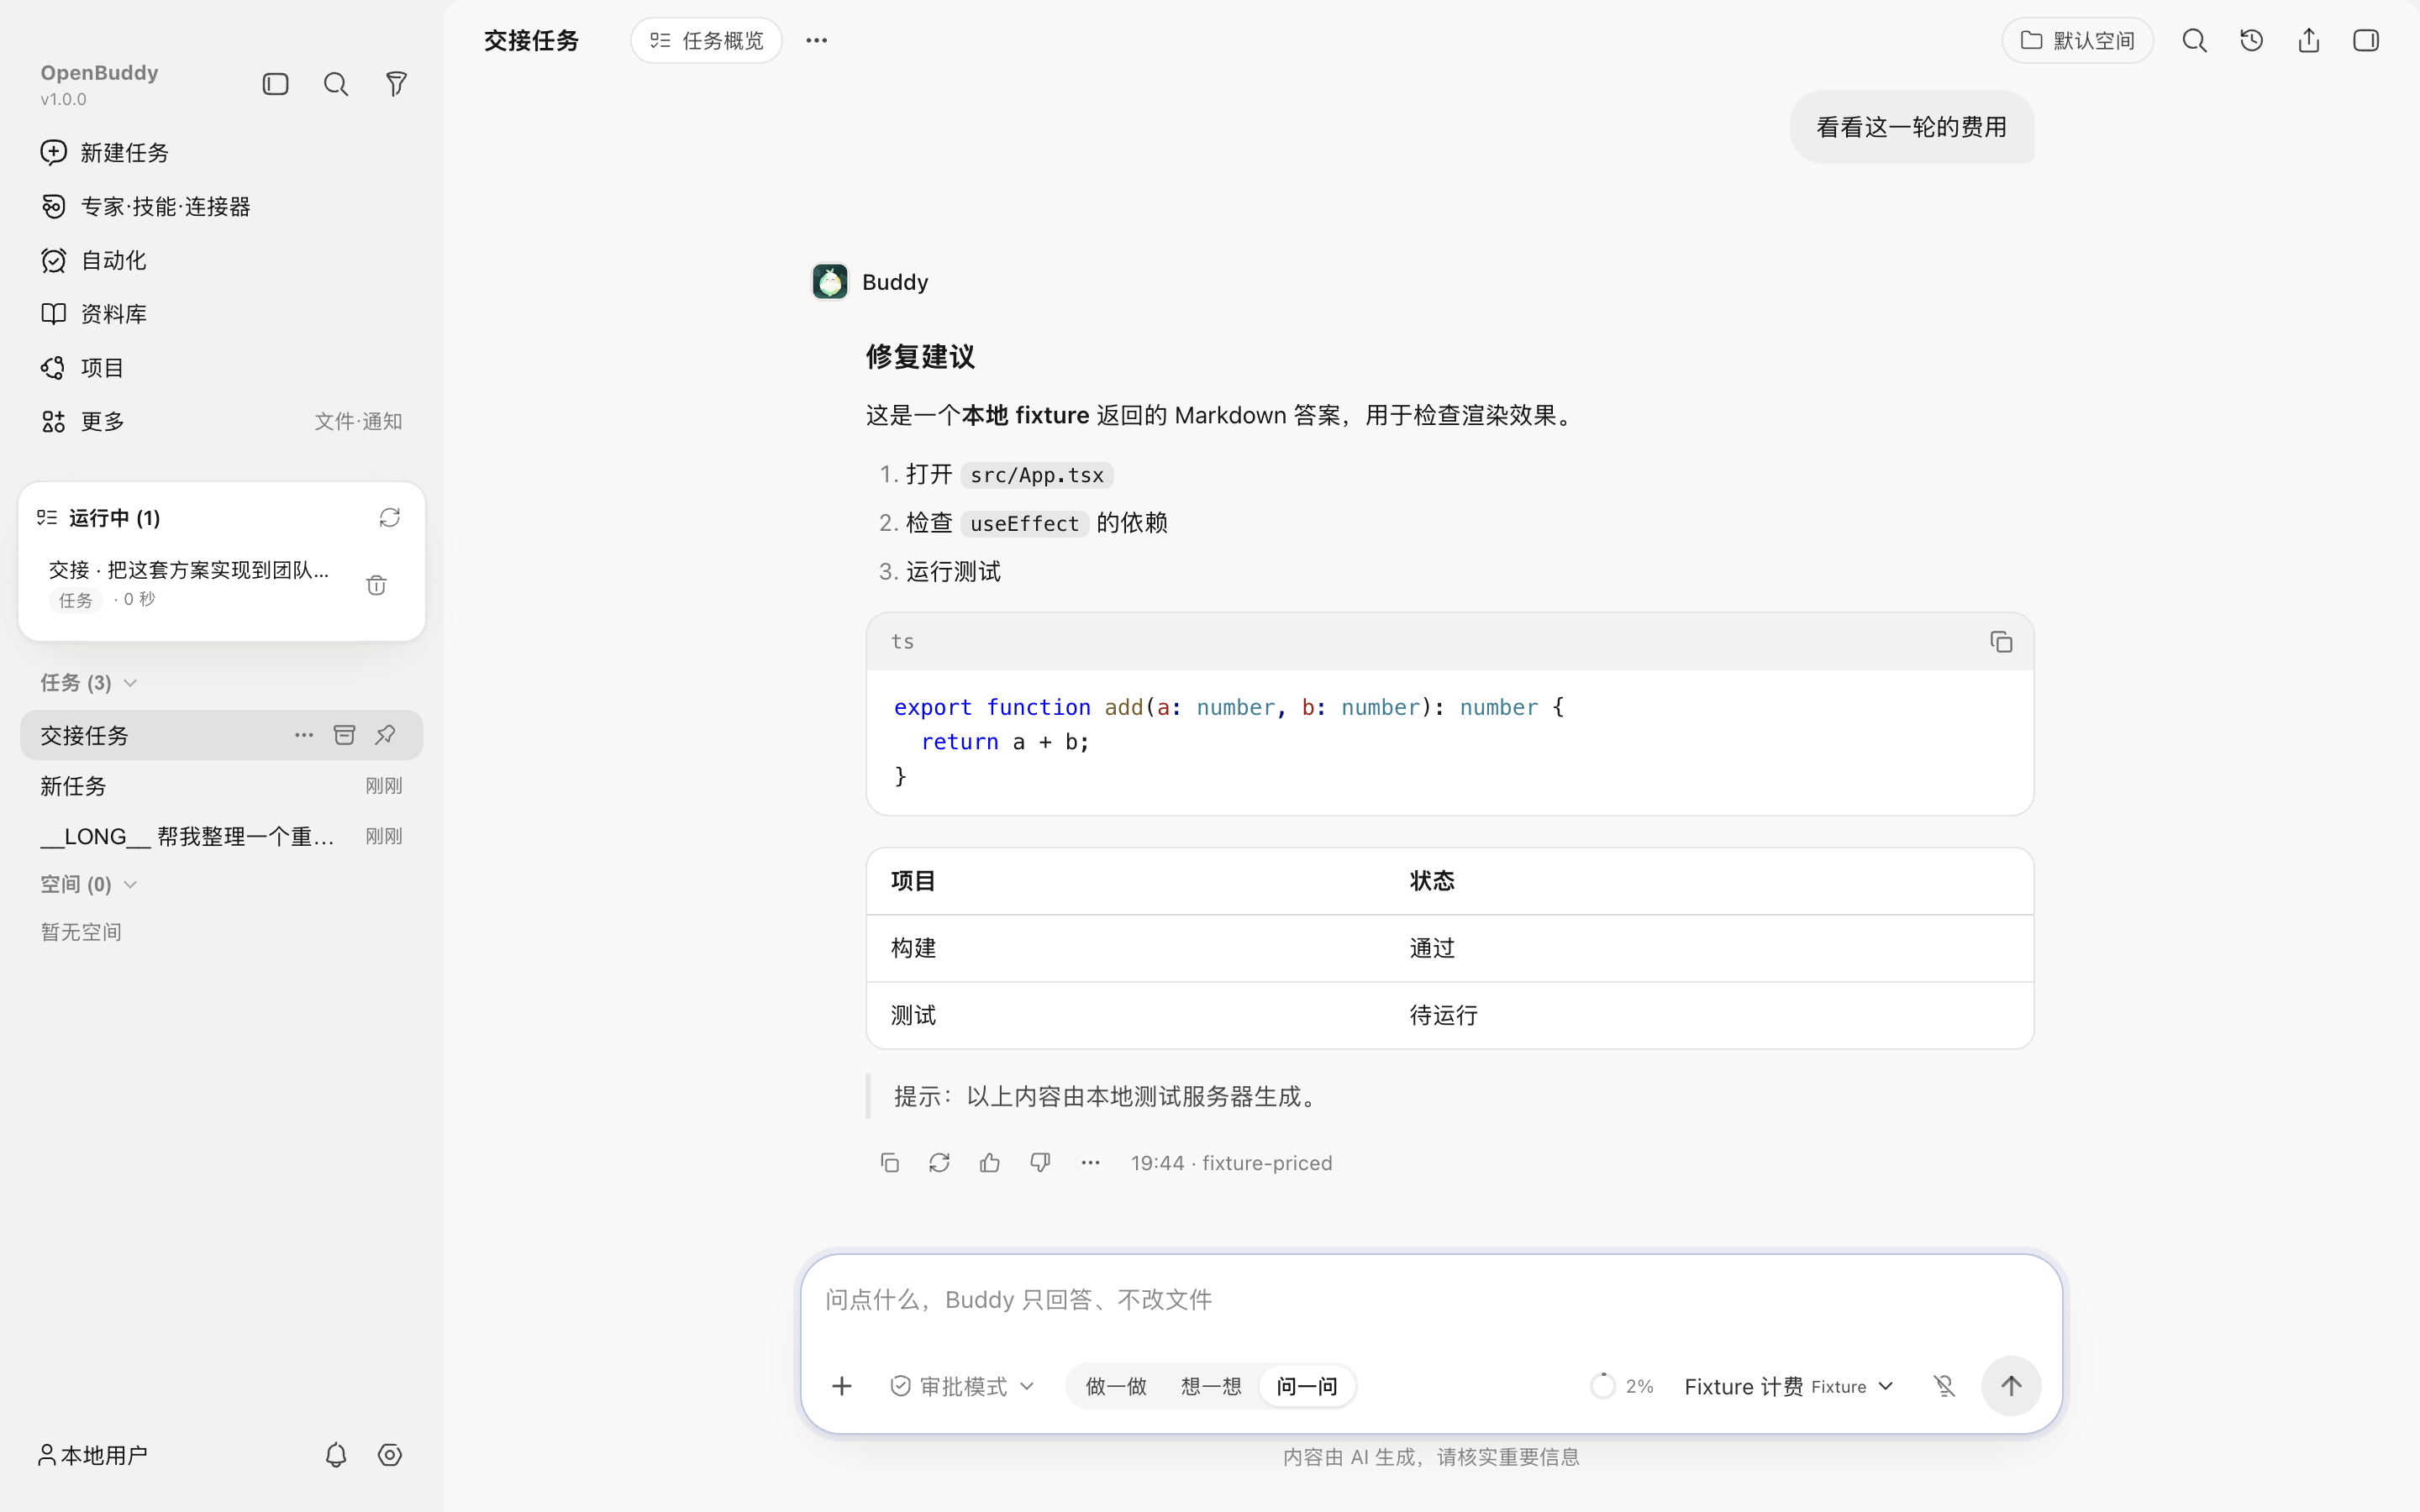 OpenBuddy
v1.0.0
新建任务
专家·技能·连接器
自动化
资料库
项目
更多 文件·通知
运行中 (1)
交接 · 把这套方案实现到团队...
任务 · 0 秒
任务 (3)
交接任务
新任务 刚刚
__LONG__ 帮我整理一个重... 刚刚
空间 (0)
暂无空间
本地用户
交接任务 任务概览 默认空间
看看这一轮的费用
Buddy
修复建议
这是一个本地 fixture 返回的 Markdown 答案，用于检查渲染效果。
1. 打开 src/App.tsx
2. 检查 useEffect 的依赖
3. 运行测试
ts
export function add(a: number, b: number): number {
return a + b;
}
项目 状态
构建 通过
测试 待运行
提示：以上内容由本地测试服务器生成。
19:44 · fixture-priced
问点什么，Buddy 只回答、不改文件
审批模式 做一做 想一想 问一问 2% Fixture 计费 Fixture
内容由 AI 生成，请核实重要信息